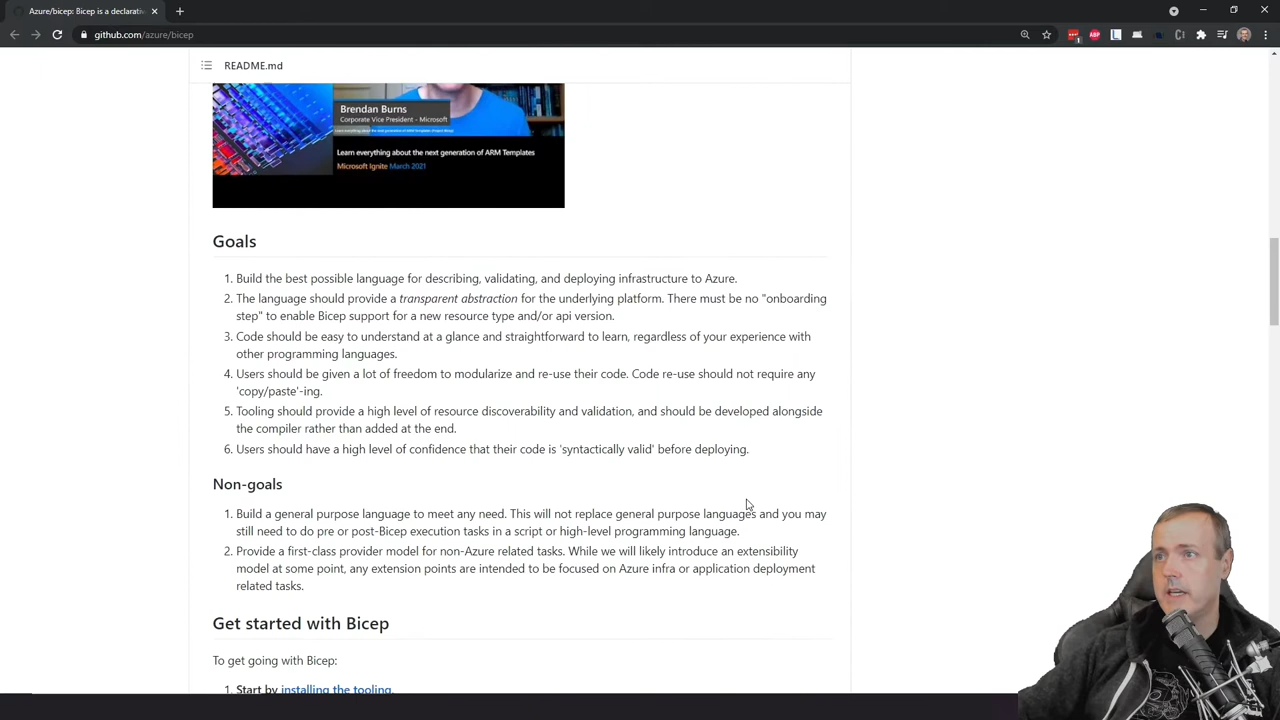 Azure/bicep: Bicep is a declarativ
github.com/azure/bicep
README.md
Brendan Burns
Corporate Vice President - Microsoft
Learn everything about the next generation of ARM Templates (Project Bicep)
Learn everything about the next generation of ARM Templates
Microsoft Ignite March 2021
Goals
1. Build the best possible language for describing, validating, and deploying infrastructure to Azure.
2. The language should provide a transparent abstraction for the underlying platform. There must be no "onboarding
step" to enable Bicep support for a new resource type and/or api version.
3. Code should be easy to understand at a glance and straightforward to learn, regardless of your experience with
other programming languages.
4. Users should be given a lot of freedom to modularize and re-use their code. Code re-use should not require any
'copy/paste'-ing.
5. Tooling should provide a high level of resource discoverability and validation, and should be developed alongside
the compiler rather than added at the end.
6. Users should have a high level of confidence that their code is 'syntactically valid' before deploying.
Non-goals
1. Build a general purpose language to meet any need. This will not replace general purpose languages and you may
still need to do pre or post-Bicep execution tasks in a script or high-level programming language.
2. Provide a first-class provider model for non-Azure related tasks. While we will likely introduce an extensibility
model at some point, any extension points are intended to be focused on Azure infra or application deployment
related tasks.
Get started with Bicep
To get going with Bicep:
1. Start by installing the tooling.